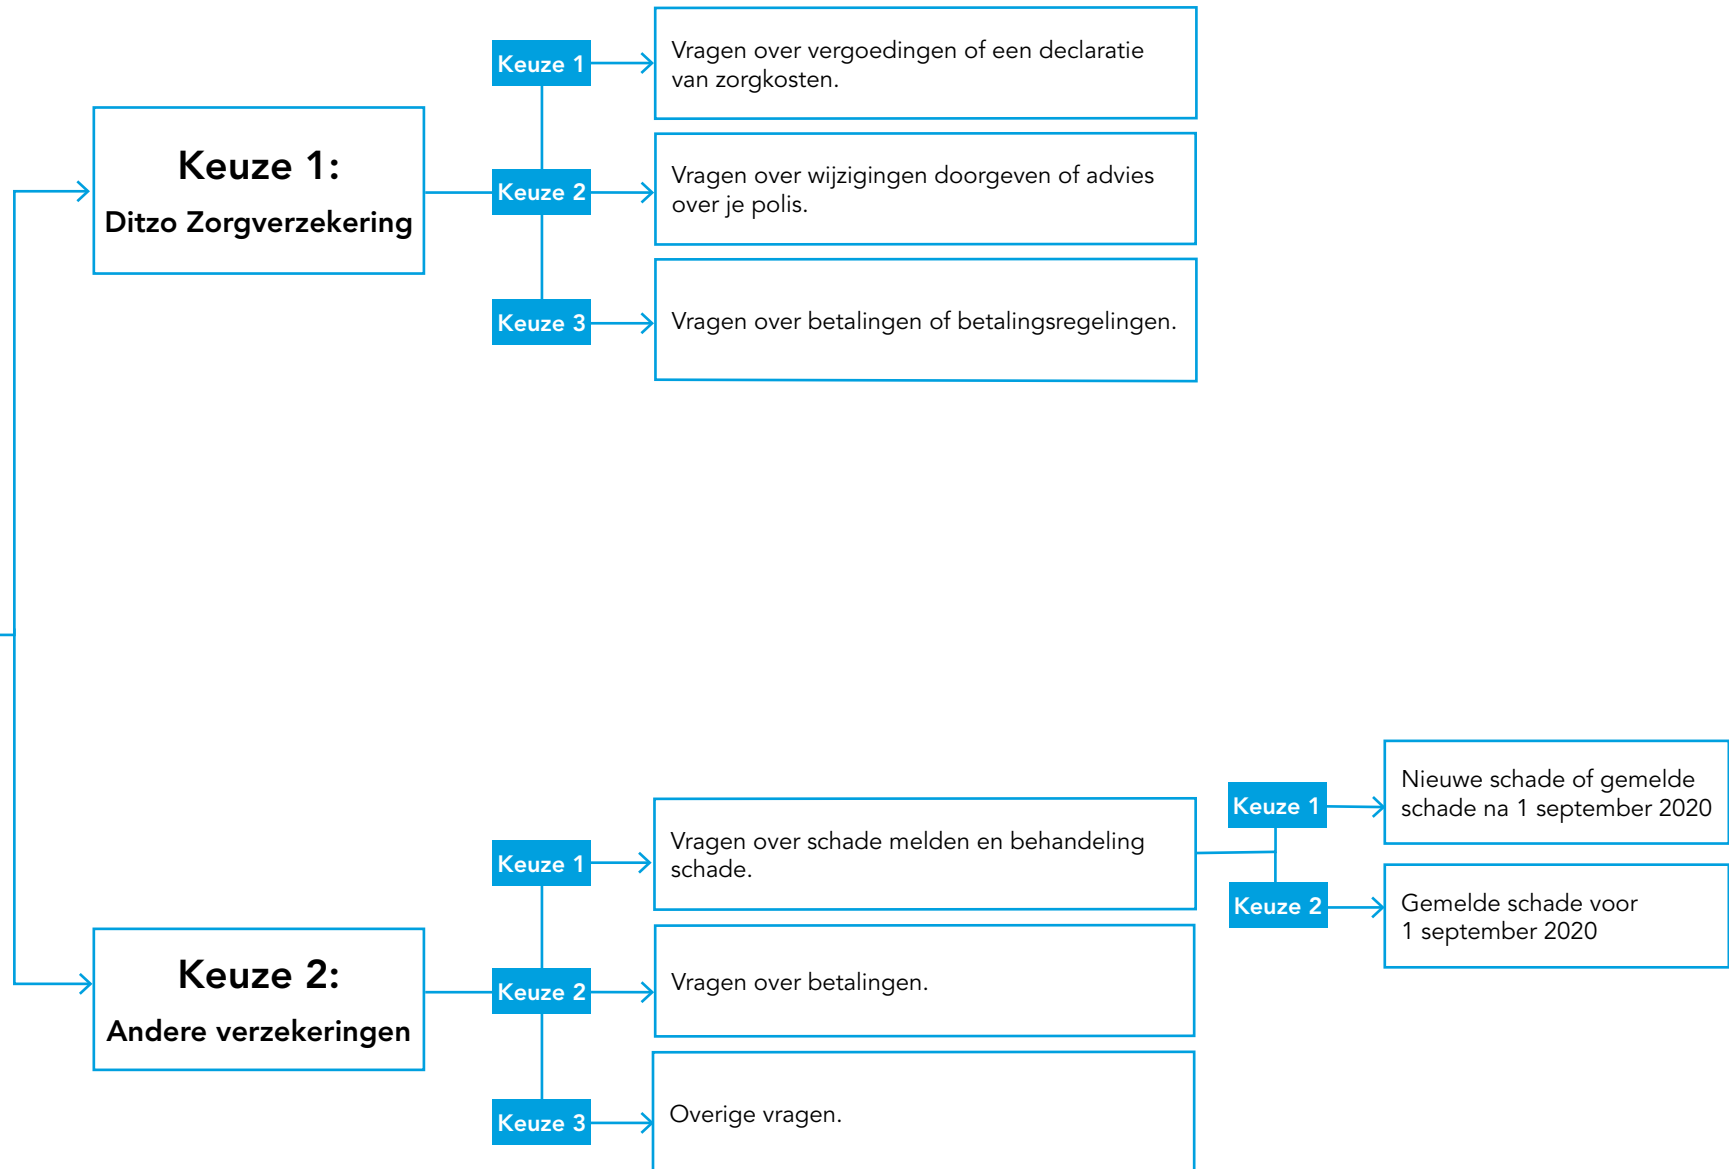 Keuze 1:
Ditzo Zorgverzekering
Keuze 1
Vragen over vergoedingen of een declaratie
van zorgkosten.
Keuze 2
Vragen over wijzigingen doorgeven of advies
over je polis.
Keuze 3
Vragen over betalingen of betalingsregelingen.
Keuze 2:
Andere verzekeringen
Keuze 1
Vragen over schade melden en behandeling
schade.
Keuze 1
Nieuwe schade of gemelde
schade na 1 september 2020
Keuze 2
Gemelde schade voor
1 september 2020
Keuze 2
Vragen over betalingen.
Keuze 3
Overige vragen.